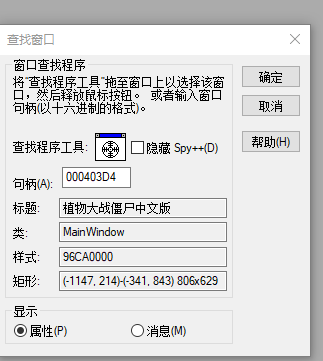 查找窗口
窗口查找程序
将“查找程序工具”拖至窗口上以选择该窗
口，然后释放鼠标按钮。 或者输入窗口
句柄(以十六进制的格式)。
确定
取消
帮助(H)
查找程序工具:
隐藏 Spy++(D)
句柄(A): 000403D4
标题: 植物大战僵尸中文版
类: MainWindow
样式: 96CA0000
矩形: (-1147, 214)-(-341, 843) 806x629
显示
属性(P) 消息(M)